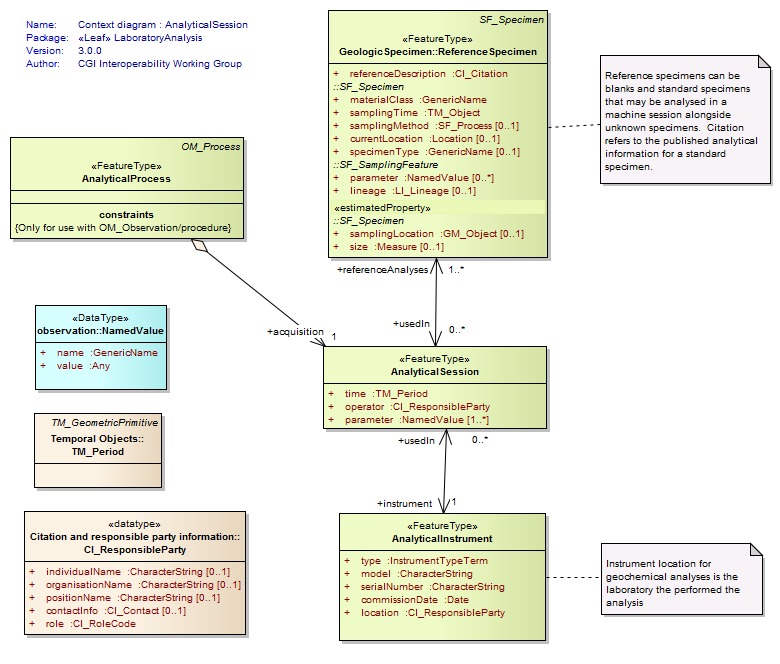 Name: Context diagram : AnalyticalSession
Package: «Leaf» LaboratoryAnalysis
Version: 3.0.0
Author: CGI Interoperability Working Group
SF_Specimen
«FeatureType»
GeologicSpecimen::ReferenceSpecimen
+ referenceDescription :CI_Citation
::SF_Specimen
+ materialClass :GenericName
+ samplingTime :TM_Object
+ samplingMethod :SF_Process [0..1]
+ currentLocation :Location [0..1]
+ specimenType :GenericName [0..1]
::SF_SamplingFeature
+ parameter :NamedValue [0..*]
+ lineage :LI_Lineage [0..1]
«estimatedProperty»
::SF_Specimen
+ samplingLocation :GM_Object [0..1]
+ size :Measure [0..1]
Reference specimens can be
blanks and standard specimens
that may be analysed in a
machine session alongside
unknown specimens. Citation
refers to the published analytical
information for a standard
specimen.
OM_Process
«FeatureType»
AnalyticalProcess
constraints
{Only for use with OM_Observation/procedure}
+referenceAnalyses 1..*
+usedIn 0..*
+acquisition 1
«DataType»
observation::NamedValue
+ name :GenericName
+ value :Any
«FeatureType»
AnalyticalSession
+ time :TM_Period
+ operator :CI_ResponsibleParty
+ parameter :NamedValue [1..*]
TM_GeometricPrimitive
Temporal Objects::
TM_Period
+usedIn 0..*
+instrument 1
«datatype»
Citation and responsible party information::
CI_ResponsibleParty
+ individualName :CharacterString [0..1]
+ organisationName :CharacterString [0..1]
+ positionName :CharacterString [0..1]
+ contactInfo :CI_Contact [0..1]
+ role :CI_RoleCode
«FeatureType»
AnalyticalInstrument
+ type :InstrumentTypeTerm
+ model :CharacterString
+ serialNumber :CharacterString
+ commissionDate :Date
+ location :CI_ResponsibleParty
Instrument location for
geochemical analyses is the
laboratory the performed the
analysis